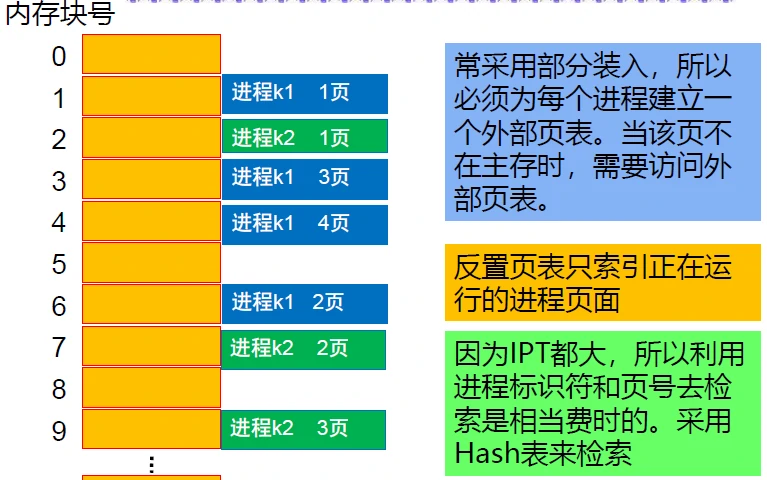 内存块号
0
1 进程k1 1页
2 进程k2 1页
3 进程k1 3页
4 进程k1 4页
5
6 进程k1 2页
7 进程k2 2页
8
9 进程k2 3页
⋮
常采用部分装入，所以
必须为每个进程建立一
个外部页表。当该页不
在主存时，需要访问外
部页表。
反置页表只索引正在运
行的进程页面
因为IPT都大，所以利用
进程标识符和页号去检
索是相当费时的。采用
Hash表来检索